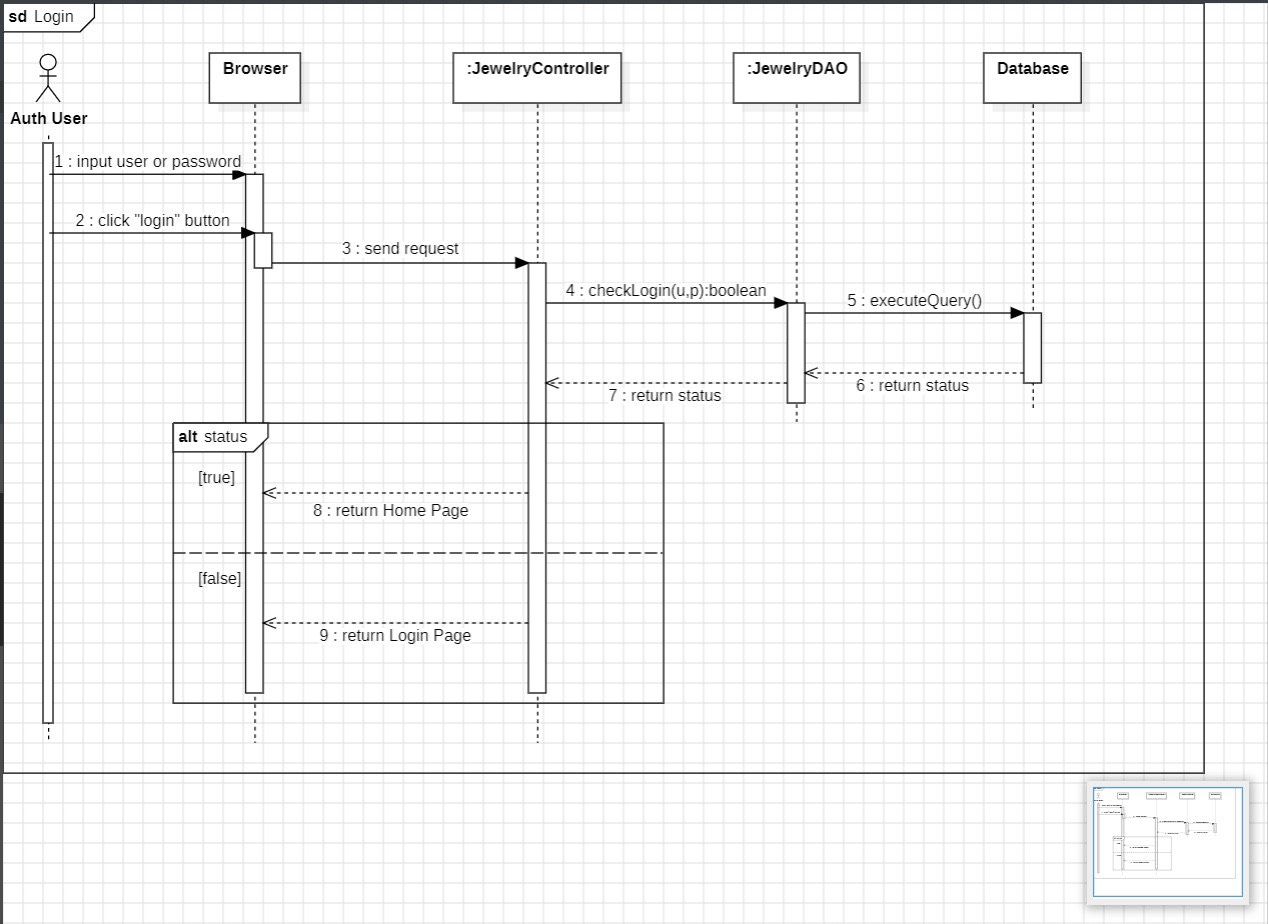 sd Login
Browser
:JewelryController
:JewelryDAO
Database
Auth User
1 : input user or password
2 : click "login" button
3 : send request
4 : checkLogin(u,p):boolean
5 : executeQuery()
6 : return status
7 : return status
alt status
[true]
8 : return Home Page
[false]
9 : return Login Page